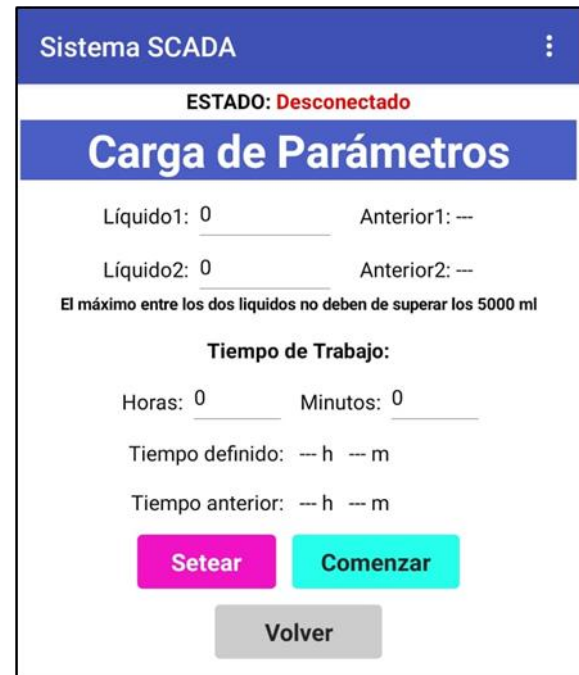 Sistema SCADA
ESTADO: Desconectado
Carga de Parámetros
Líquido1: 0 Anterior1: ---
Líquido2: 0 Anterior2: ---
El máximo entre los dos liquidos no deben de superar los 5000 ml
Tiempo de Trabajo:
Horas: 0 Minutos: 0
Tiempo definido: --- h --- m
Tiempo anterior: --- h --- m
Setear Comenzar
Volver